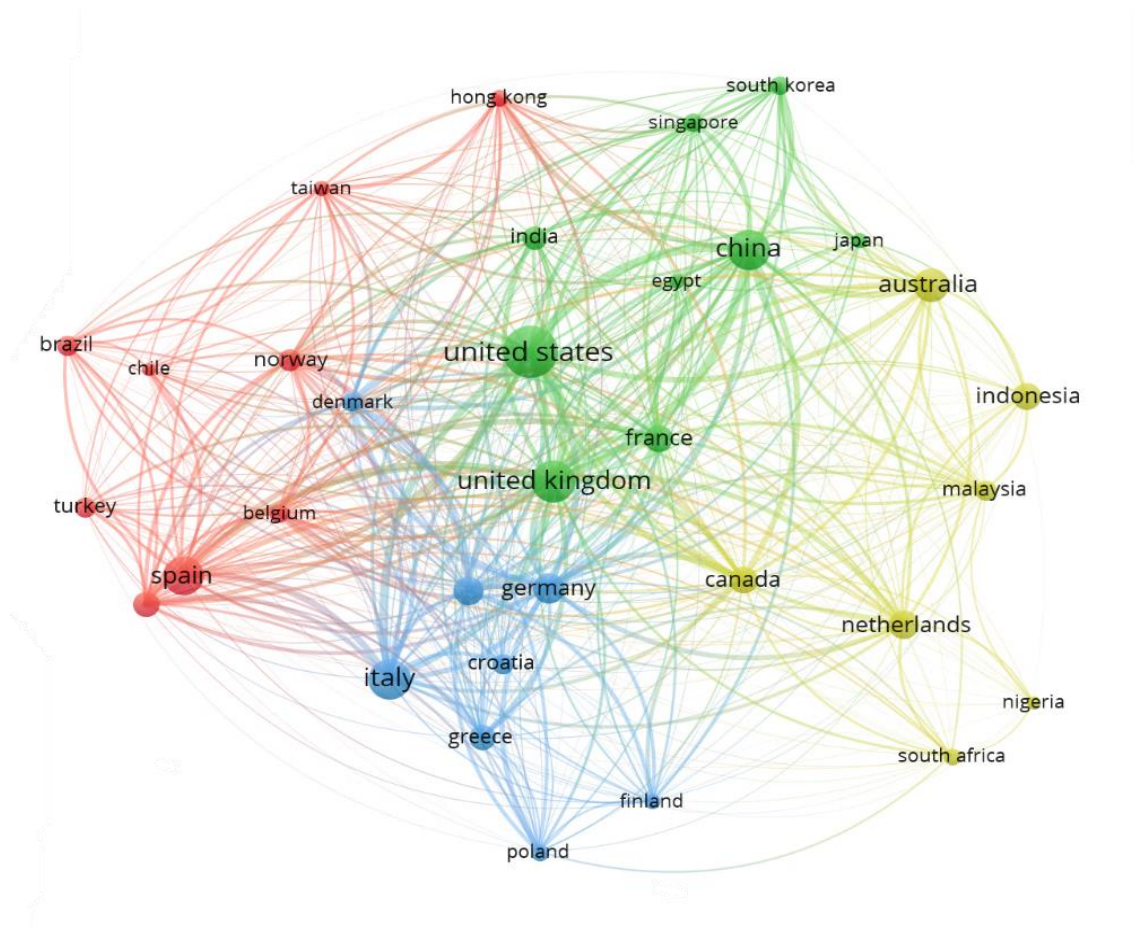 south korea
hong kong
singapore
taiwan
india
china
japan
egypt
australia
brazil
united states
norway
chile
indonesia
denmark
france
united kingdom
malaysia
turkey
belgium
spain
canada
germany
netherlands
croatia
italy
nigeria
greece
south africa
finland
poland